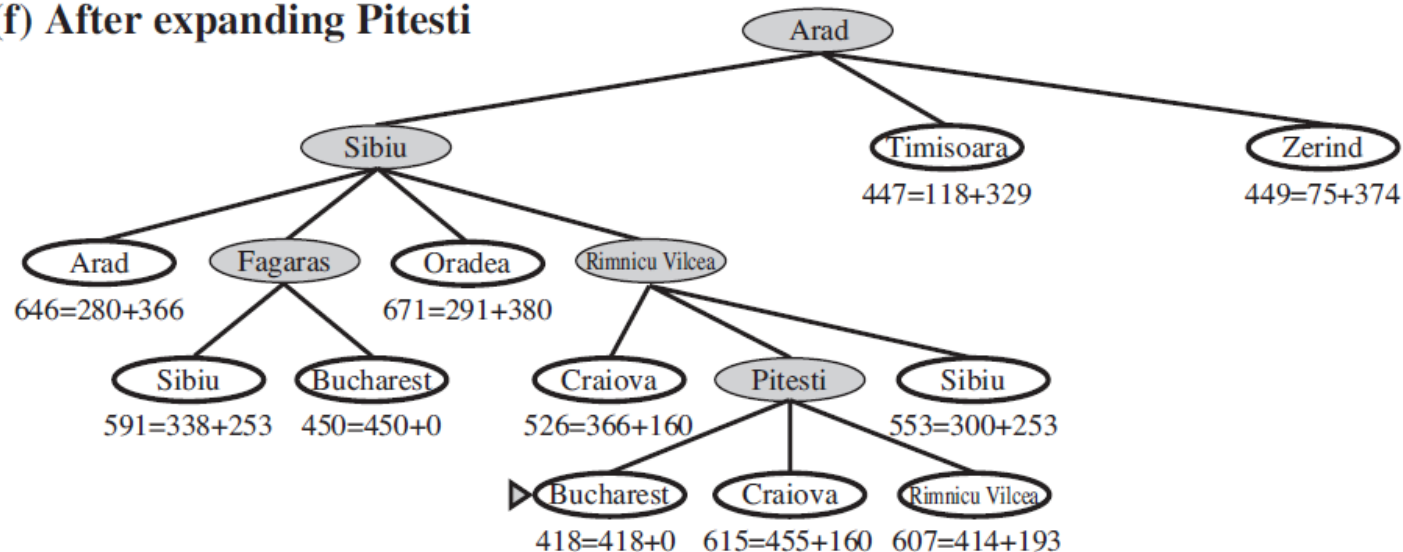 (f) After expanding Pitesti
Arad
Sibiu
Timisoara
Zerind
447=118+329
449=75+374
Arad
Fagaras
Oradea
Rimnicu Vilcea
646=280+366
671=291+380
Sibiu
Bucharest
Craiova
Pitesti
Sibiu
591=338+253
450=450+0
526=366+160
553=300+253
Bucharest
Craiova
Rimnicu Vilcea
418=418+0
615=455+160
607=414+193